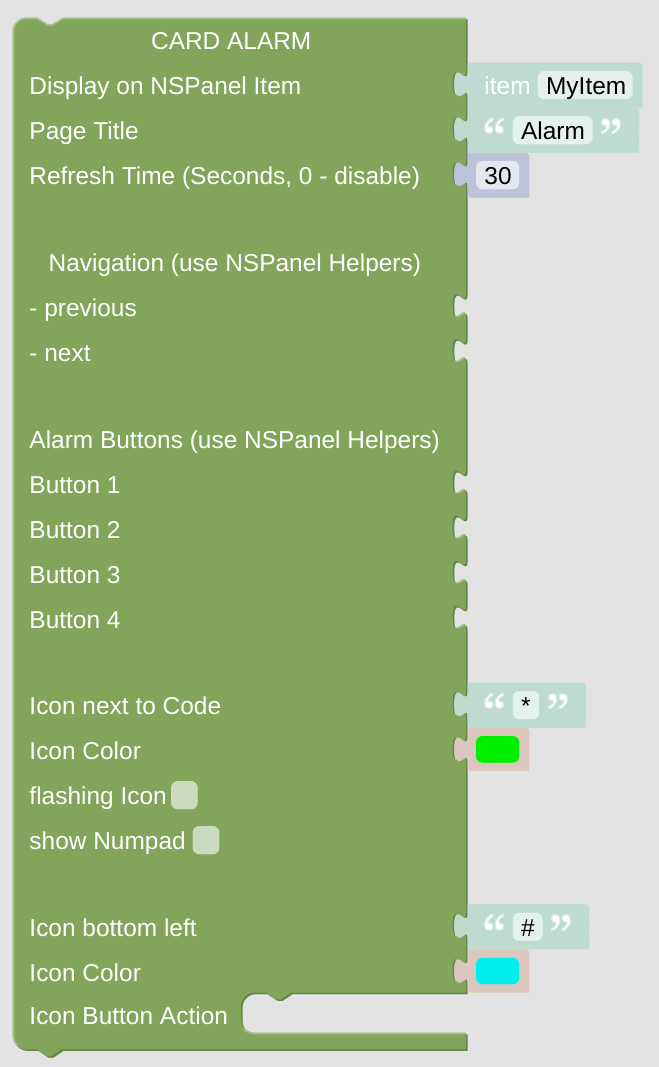 CARD ALARM
Display on NSPanel Item item MyItem
Page Title “ Alarm ”
Refresh Time (Seconds, 0 - disable) 30
Navigation (use NSPanel Helpers)
- previous
- next
Alarm Buttons (use NSPanel Helpers)
Button 1
Button 2
Button 3
Button 4
Icon next to Code “ * ”
Icon Color
flashing Icon
show Numpad
Icon bottom left “ # ”
Icon Color
Icon Button Action